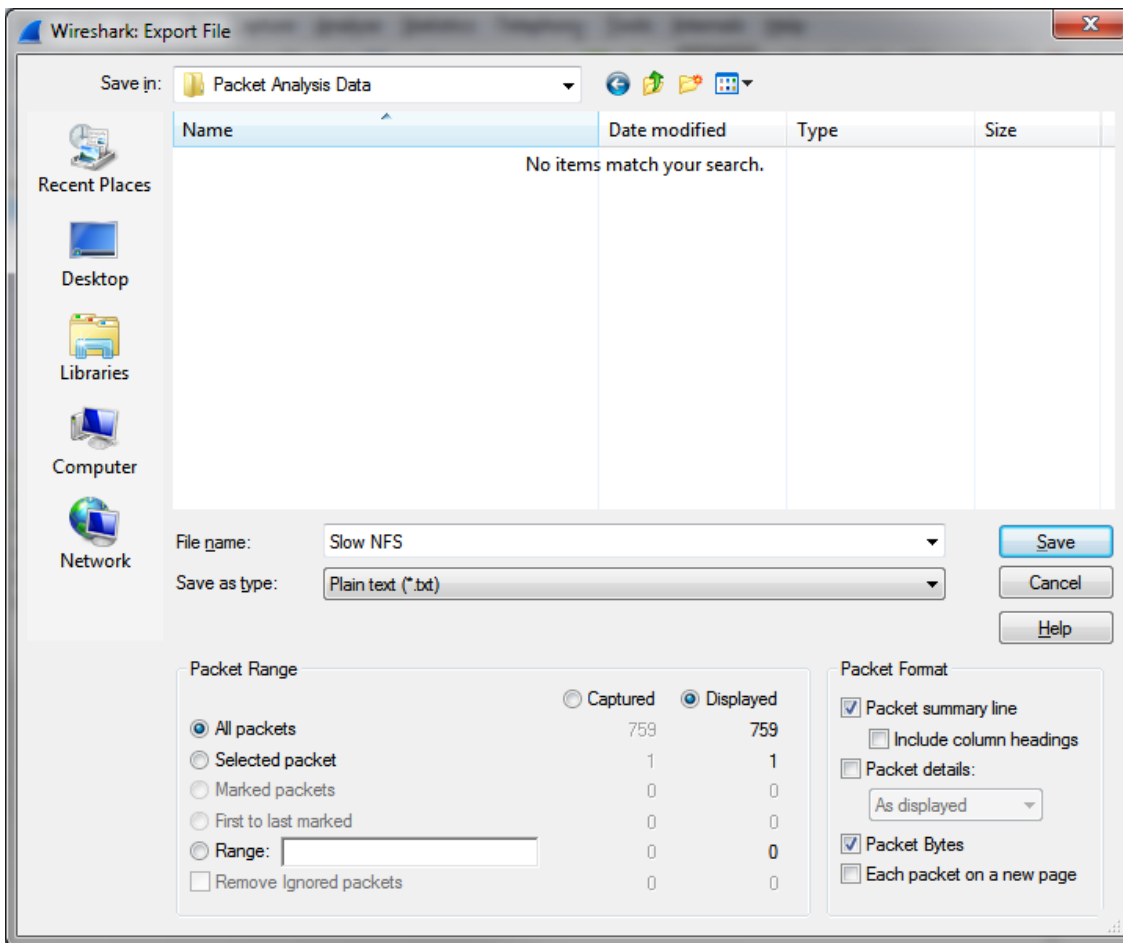 Wireshark: Export File
Save in:
Packet Analysis Data
Name
Date modified
Type
Size
No items match your search.
Recent Places
Desktop
Libraries
Computer
Network
File name:
Slow NFS
Save
Save as type:
Plain text (*.txt)
Cancel
Help
Packet Range
Captured
Displayed
All packets
759
759
Selected packet
1
1
Marked packets
0
0
First to last marked
0
0
Range:
0
0
Remove Ignored packets
0
0
Packet Format
Packet summary line
Include column headings
Packet details:
As displayed
Packet Bytes
Each packet on a new page